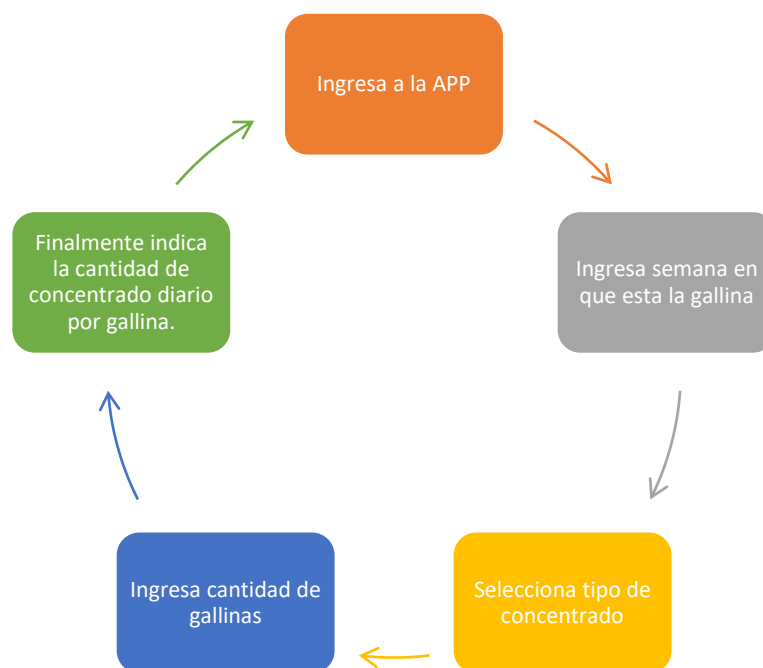 Ingresa a la APP
Ingresa semana en
que esta la gallina
Selecciona tipo de
concentrado
Ingresa cantidad de
gallinas
Finalmente indica
la cantidad de
concentrado diario
por gallina.